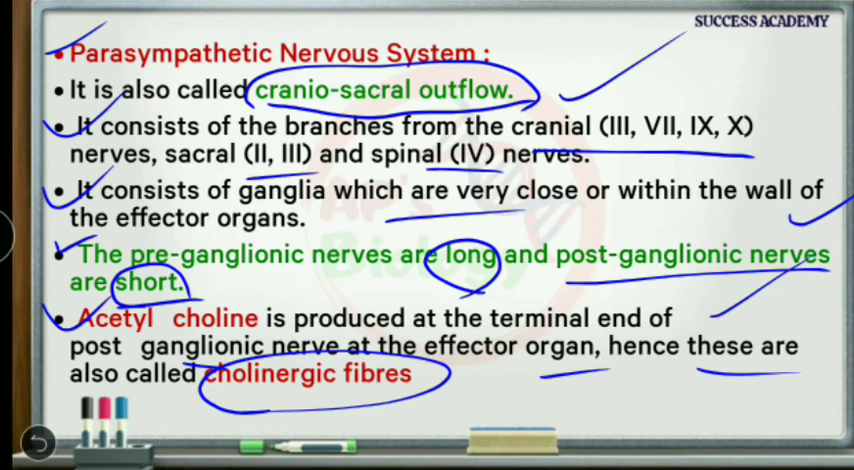 SUCCESS ACADEMY
• Parasympathetic Nervous System :
• It is also called cranio-sacral outflow.
• It consists of the branches from the cranial (III, VII, IX, X)
nerves, sacral (II, III) and spinal (IV) nerves.
• It consists of ganglia which are very close or within the wall of
the effector organs.
• The pre-ganglionic nerves are long and post-ganglionic nerves
are short.
• Acetyl choline is produced at the terminal end of
post ganglionic nerve at the effector organ, hence these are
also called cholinergic fibres
AP's
Biology